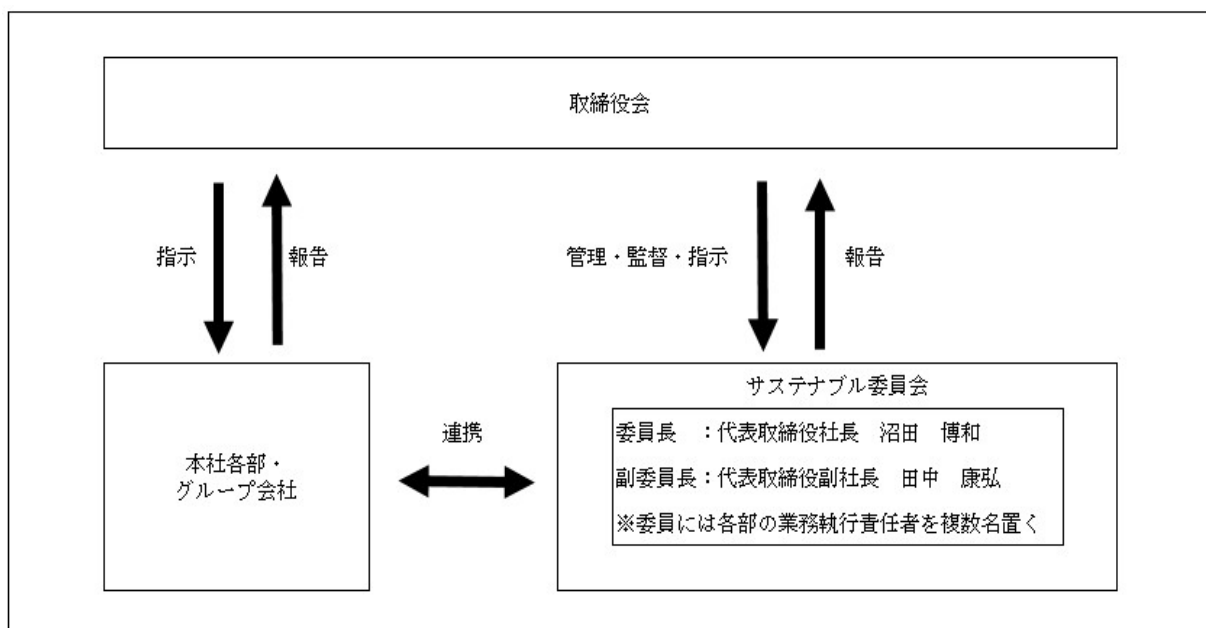 取締役会
指示
報告
管理・監督・指示
報告
本社各部・
グループ会社
連携
サステナブル委員会
委員長　：代表取締役社長　沼田　博和
副委員長：代表取締役副社長　田中　康弘
※委員には各部の業務執行責任者を複数名置く